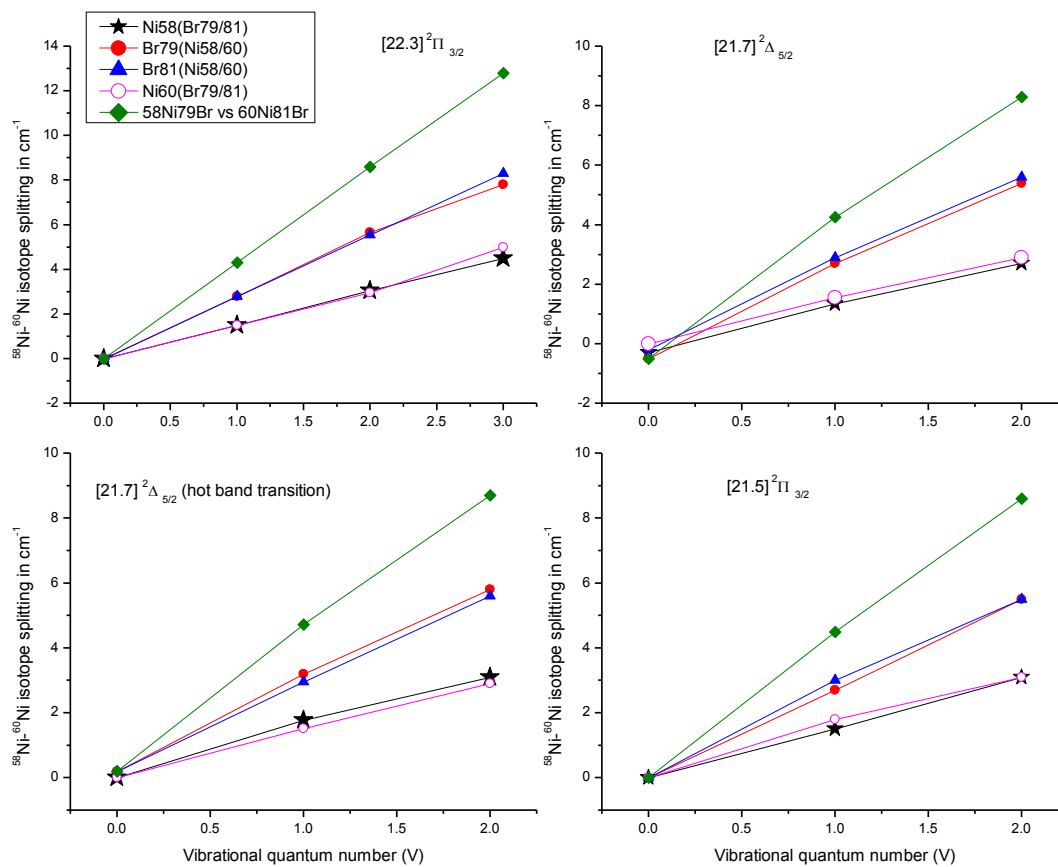 Ni58(Br79/81)
Br79(Ni58/60)
Br81(Ni58/60)
Ni60(Br79/81)
58Ni79Br vs 60Ni81Br
[22.3] ²Π 3/2
14
12
10
8
6
4
2
0
-2
0.0 0.5 1.0 1.5 2.0 2.5 3.0
⁵⁸Ni-⁶⁰Ni isotope splitting in cm⁻¹
Vibrational quantum number (V)
[21.7] ²Δ 5/2
10
8
6
4
2
0
-2
0.0 0.5 1.0 1.5 2.0
⁵⁸Ni-⁶⁰Ni isotope splitting in cm⁻¹
[21.7] ²Δ 5/2 (hot band transition)
10
8
6
4
2
0
0.0 0.5 1.0 1.5 2.0
⁵⁸Ni-⁶⁰Ni isotope splitting in cm⁻¹
[21.5] ²Π 3/2
10
8
6
4
2
0
0.0 0.5 1.0 1.5 2.0
⁵⁸Ni-⁶⁰Ni isotope splitting in cm⁻¹
Vibrational quantum number (V)